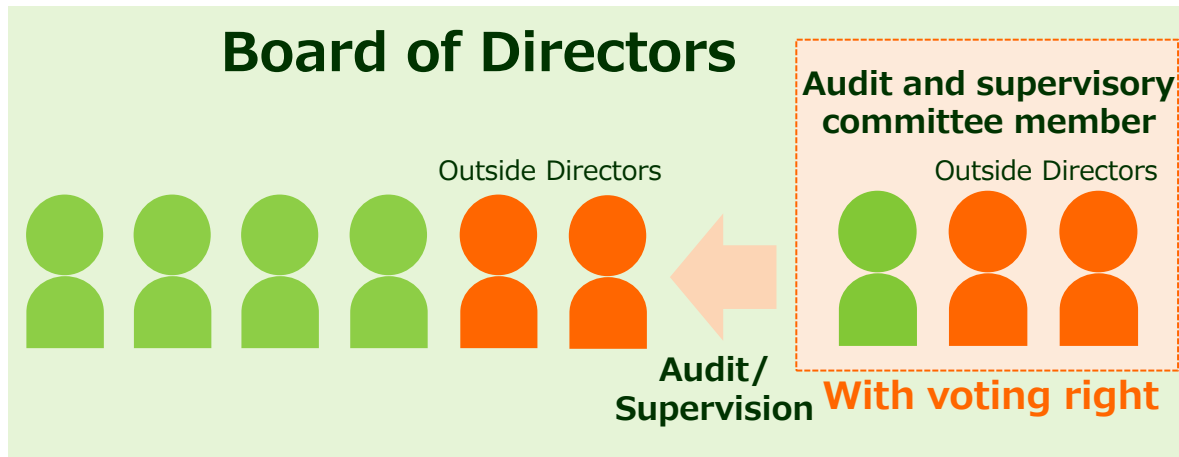 Board of Directors
Audit and supervisory
committee member
Outside Directors
Outside Directors
Audit/
Supervision
With voting right